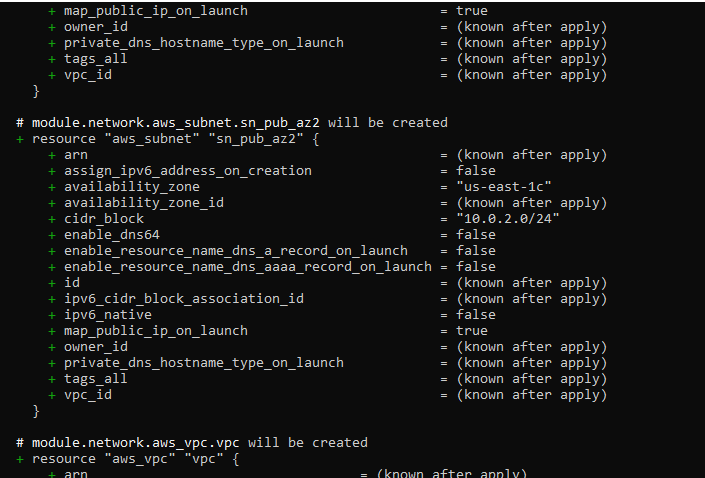 + map_public_ip_on_launch = true
+ owner_id = (known after apply)
+ private_dns_hostname_type_on_launch = (known after apply)
+ tags_all = (known after apply)
+ vpc_id = (known after apply)
}
# module.network.aws_subnet.sn_pub_az2 will be created
+ resource "aws_subnet" "sn_pub_az2" {
+ arn = (known after apply)
+ assign_ipv6_address_on_creation = false
+ availability_zone = "us-east-1c"
+ availability_zone_id = (known after apply)
+ cidr_block = "10.0.2.0/24"
+ enable_dns64 = false
+ enable_resource_name_dns_a_record_on_launch = false
+ enable_resource_name_dns_aaaa_record_on_launch = false
+ id = (known after apply)
+ ipv6_cidr_block_association_id = (known after apply)
+ ipv6_native = false
+ map_public_ip_on_launch = true
+ owner_id = (known after apply)
+ private_dns_hostname_type_on_launch = (known after apply)
+ tags_all = (known after apply)
+ vpc_id = (known after apply)
}
# module.network.aws_vpc.vpc will be created
+ resource "aws_vpc" "vpc" {
+ arn = (known after apply)